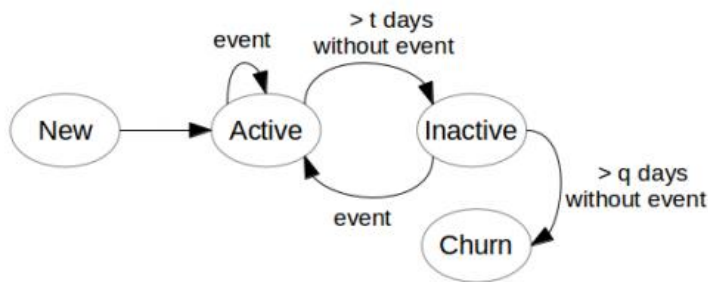 event
> t days
without event
New
Active
Inactive
> q days
without event
event
Churn